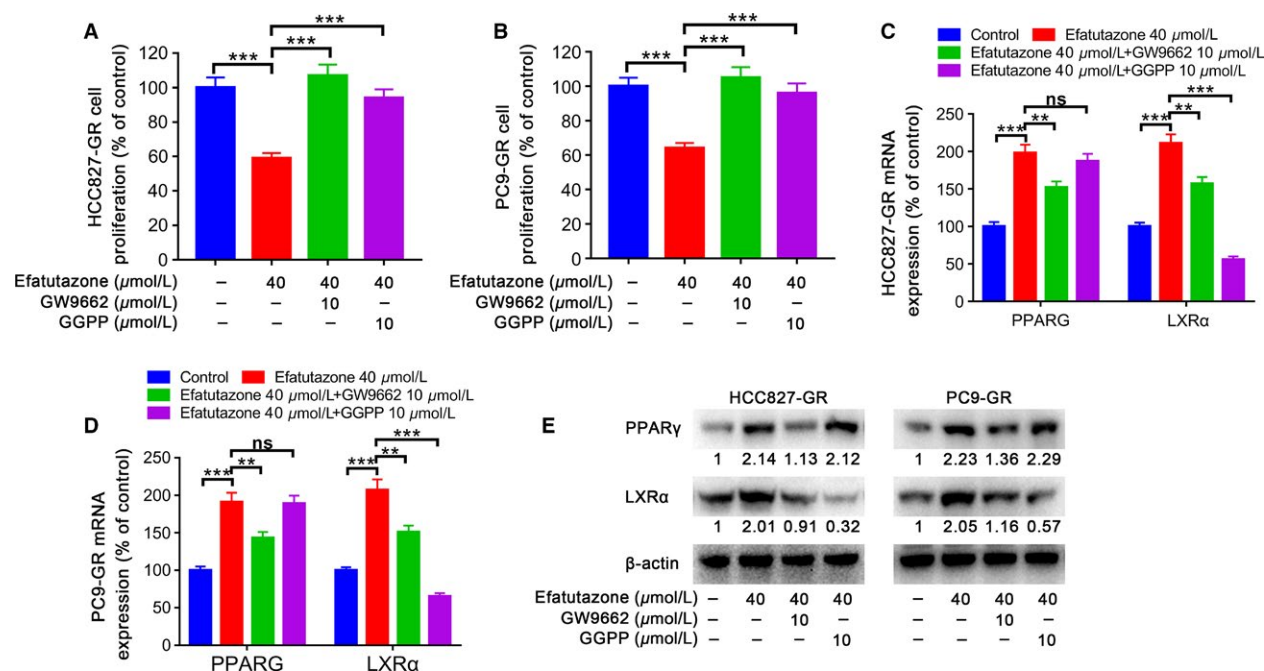 A
HCC827-GR cell
proliferation (% of control)
120
100
80
60
40
20
0
***
***
***
Efatutazone (µmol/L) – 40 40 40
GW9662 (µmol/L) – – 10 –
GGPP (µmol/L) – – – 10
B
PC9-GR cell
proliferation (% of control)
120
100
80
60
40
20
0
***
***
***
Efatutazone (µmol/L) – 40 40 40
GW9662 (µmol/L) – – 10 –
GGPP (µmol/L) – – – 10
C
Control Efatutazone 40 µmol/L
Efatutazone 40 µmol/L+GW9662 10 µmol/L
Efatutazone 40 µmol/L+GGPP 10 µmol/L
HCC827-GR mRNA
expression (% of control)
250
200
150
100
50
0
ns
*** **
***
*** **
PPARG LXRα
Control Efatutazone 40 µmol/L
Efatutazone 40 µmol/L+GW9662 10 µmol/L
Efatutazone 40 µmol/L+GGPP 10 µmol/L
D
PC9-GR mRNA
expression (% of control)
250
200
150
100
50
0
ns
*** **
***
*** **
PPARG LXRα
E
HCC827-GR PC9-GR
PPARγ
1 2.14 1.13 2.12 1 2.23 1.36 2.29
LXRα
1 2.01 0.91 0.32 1 2.05 1.16 0.57
β-actin
Efatutazone (µmol/L) – 40 40 40 – 40 40 40
GW9662 (µmol/L) – – 10 – – – 10 –
GGPP (µmol/L) – – – 10 – – – 10